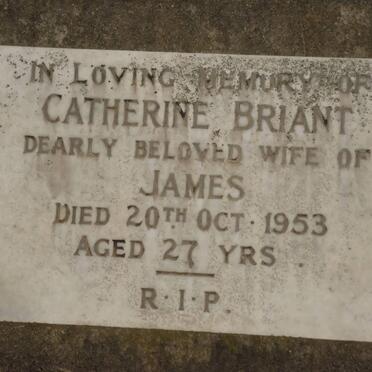 IN LOVING MEMORY OF
CATHERINE BRIANT
DEARLY BELOVED WIFE OF
JAMES
DIED 20TH OCT. 1953
AGED 27 YRS.
R.I.P.